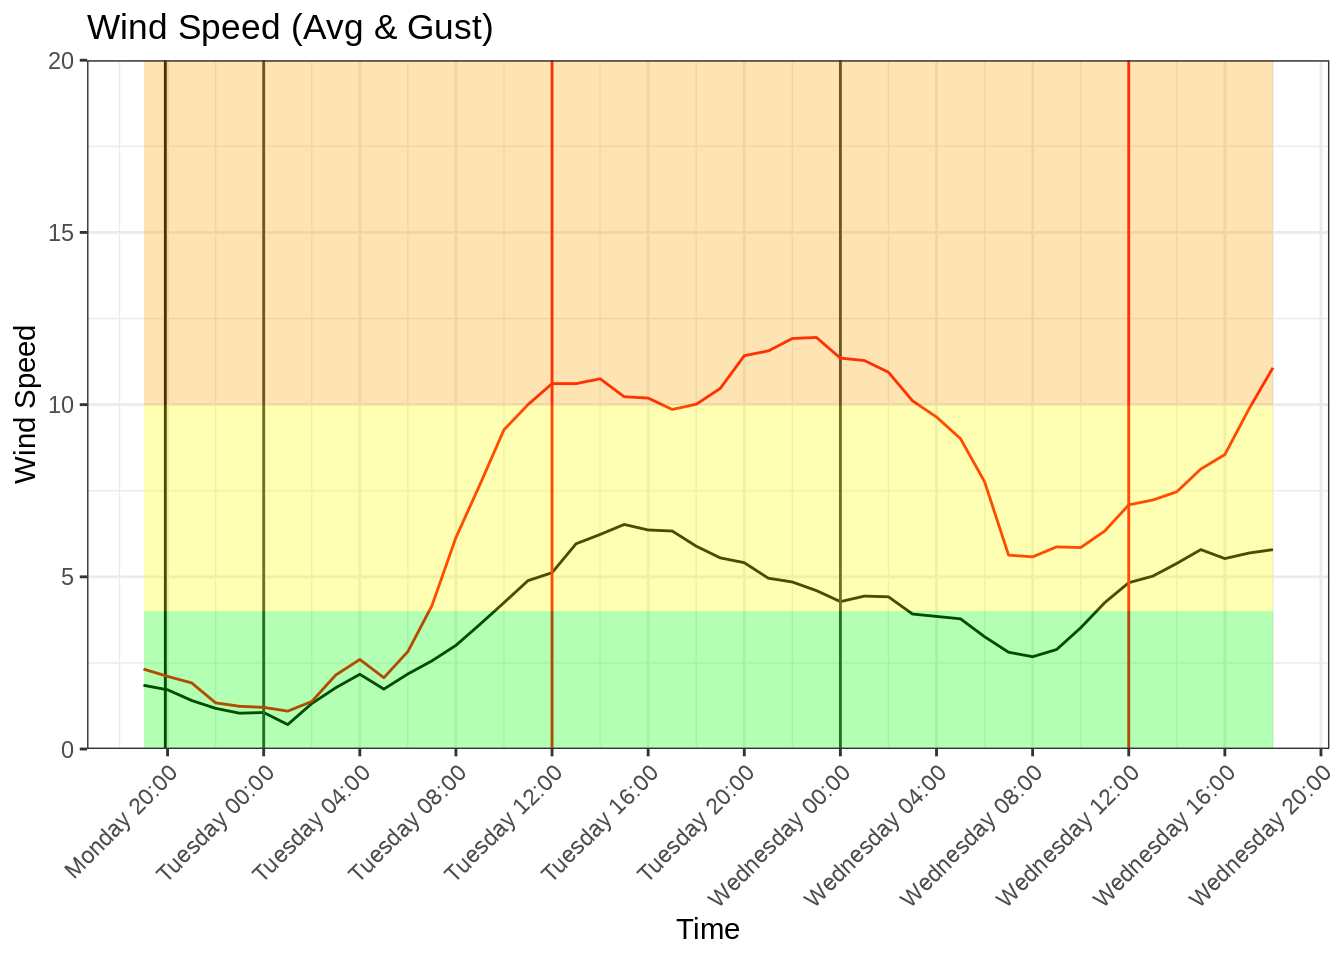 Wind Speed (Avg & Gust)
Wind Speed
20
15
10
5
0
Monday 20:00
Tuesday 00:00
Tuesday 04:00
Tuesday 08:00
Tuesday 12:00
Tuesday 16:00
Tuesday 20:00
Wednesday 00:00
Wednesday 04:00
Wednesday 08:00
Wednesday 12:00
Wednesday 16:00
Wednesday 20:00
Time